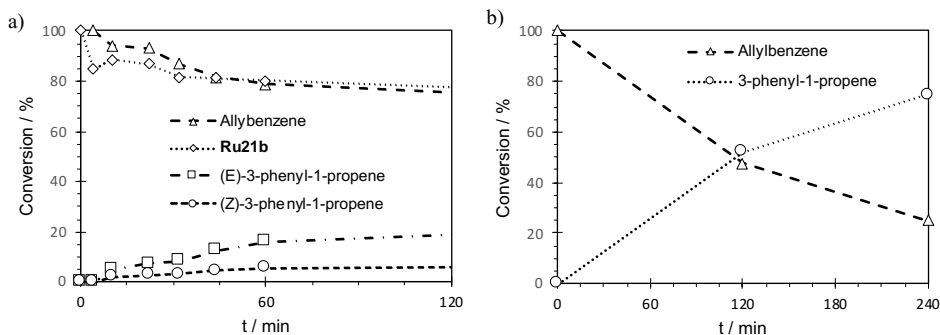 a)
100
80
60
40
20
0
Conversion / %
Allybenzene
Ru21b
(E)-3-phenyl-1-propene
(Z)-3-phenyl-1-propene
0
60
120
t / min
b)
100
80
60
40
20
0
Conversion / %
Allylbenzene
3-phenyl-1-propene
0
60
120
180
240
t / min